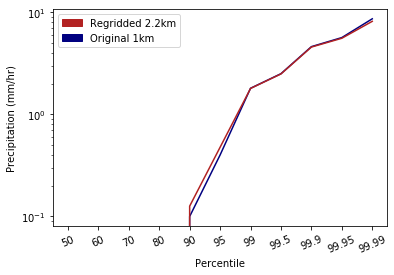 Regridded 2.2km
Original 1km
Precipitation (mm/hr)
10¹
10⁰
10⁻¹
50 60 70 80 90 95 99 99.5 99.9 99.95 99.99
Percentile